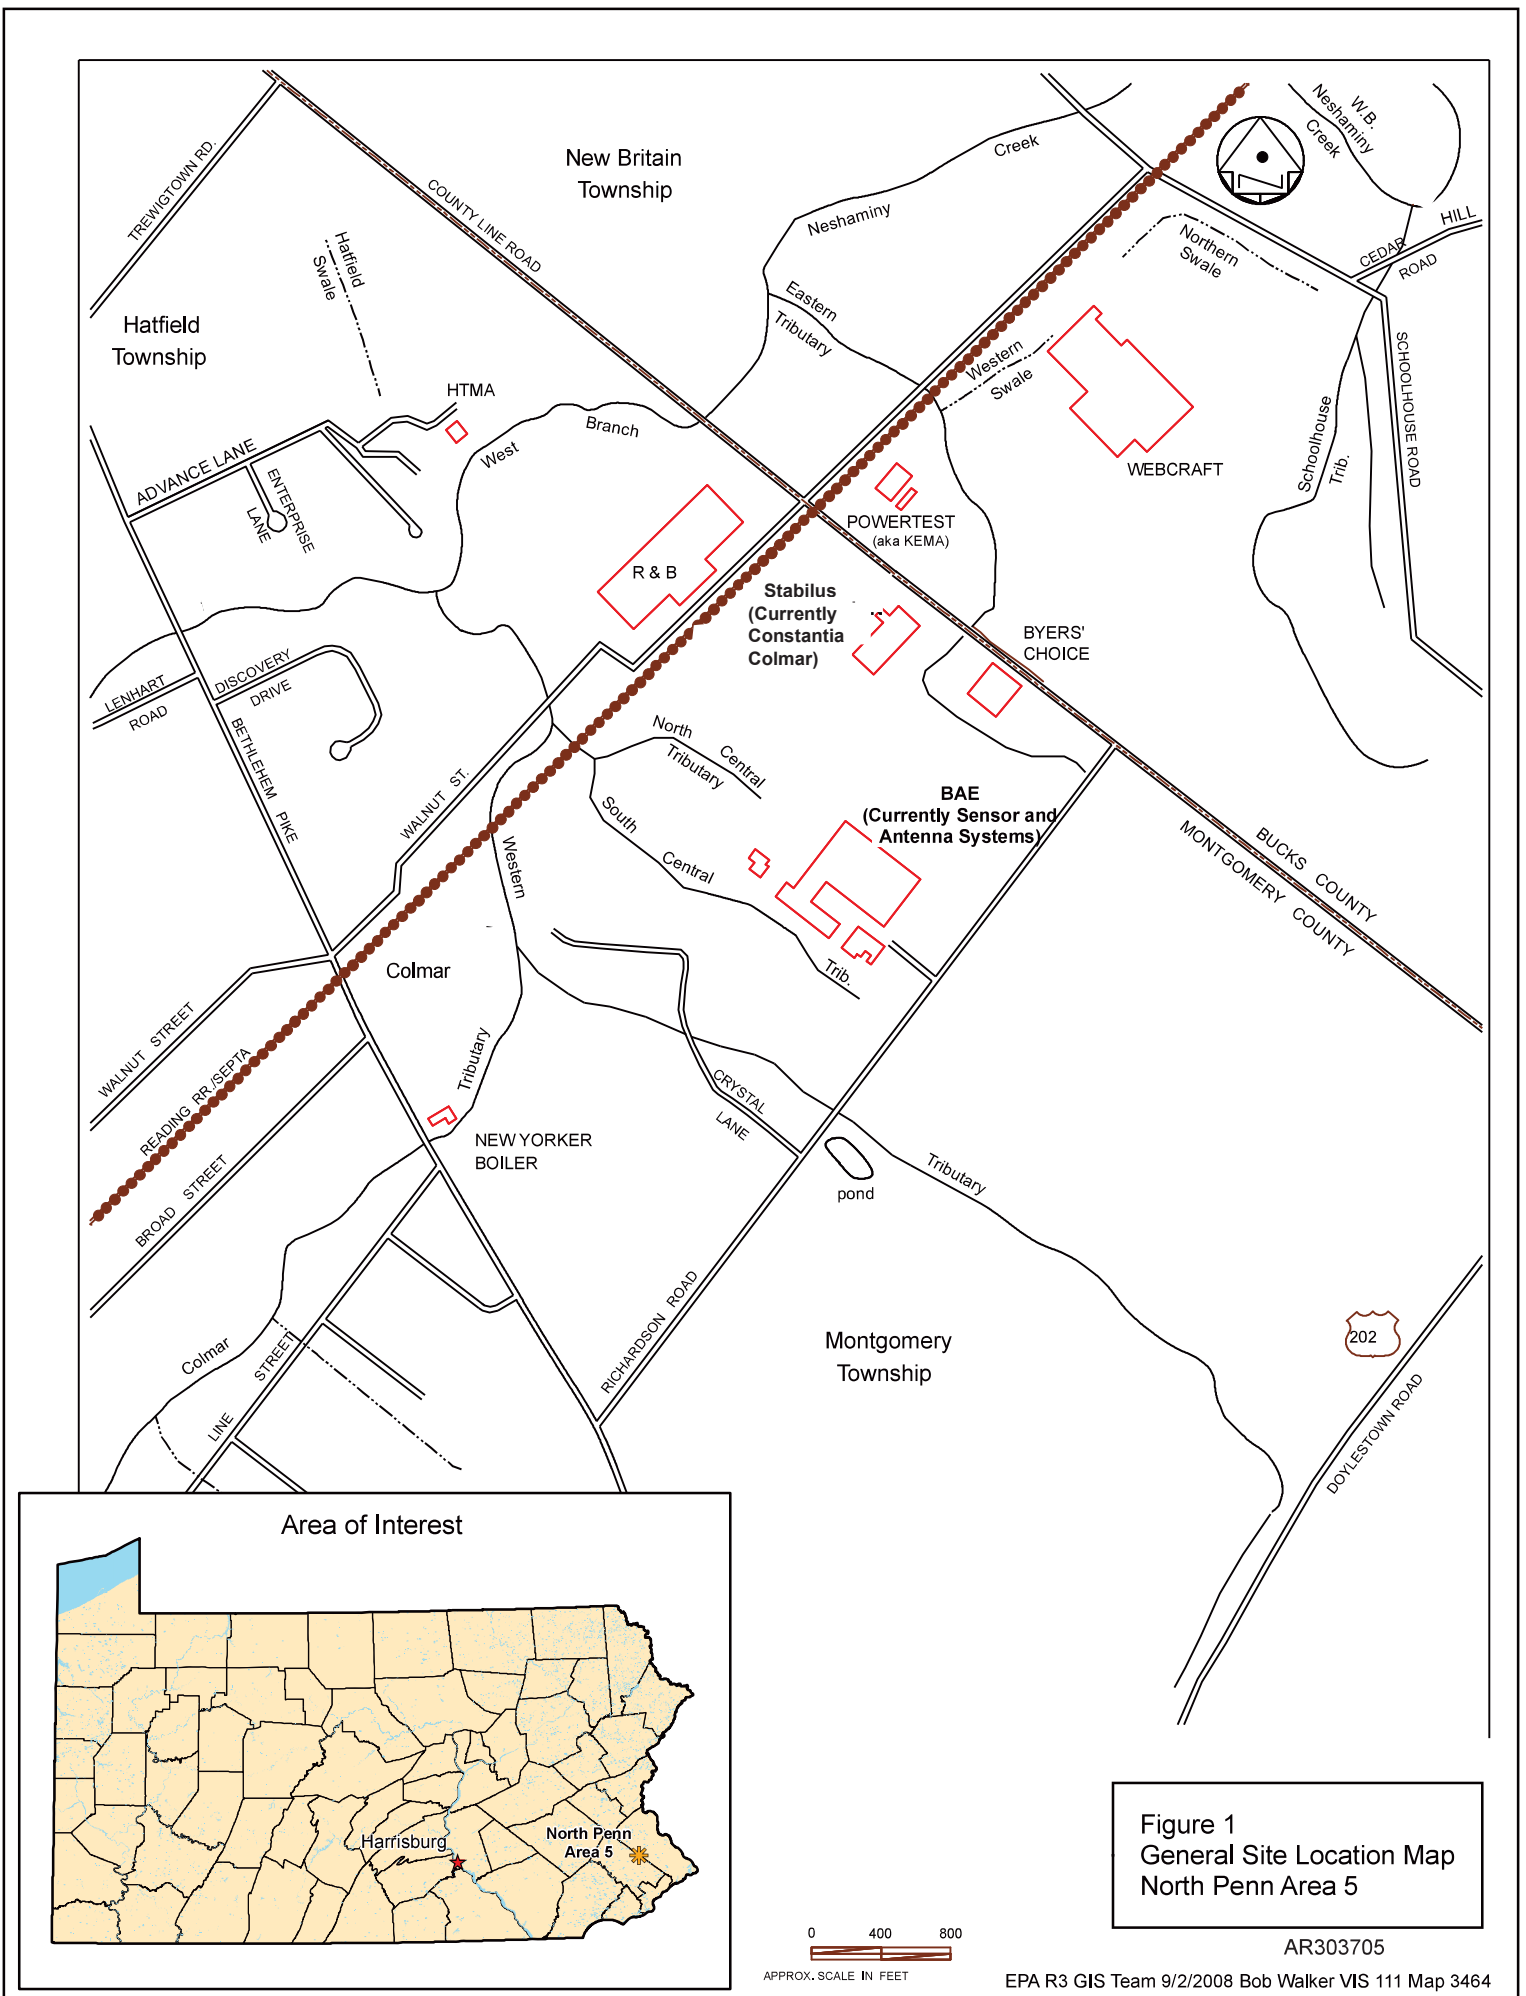 New Britain
Township
Creek
W.B.
Neshaminy
Creek
TREWIGTOWN RD.
COUNTY LINE ROAD
Neshaminy
HILL
CEDAR
ROAD
Northern
Swale
Hatfield
Swale
Eastern
Tributary
Hatfield
Township
Western
Swale
SCHOOLHOUSE ROAD
HTMA
West
Branch
Schoolhouse
Trib.
ADVANCE LANE
ENTERPRISE
LANE
WEBCRAFT
POWERTEST
(aka KEMA)
R & B
Stabilus
(Currently
Constantia
Colmar)
BYERS'
CHOICE
LENHART
ROAD
DISCOVERY
DRIVE
BETHLEHEM PIKE
North
Central
Tributary
WALNUT ST.
South
Central
Trib.
BAE
(Currently Sensor and
Antenna Systems)
BUCKS COUNTY
MONTGOMERY COUNTY
Western
Tributary
Colmar
WALNUT STREET
READING RR./SEPTA
BROAD STREET
CRYSTAL
LANE
NEW YORKER
BOILER
pond
Tributary
RICHARDSON ROAD
Colmar
LINE STREET
Montgomery
Township
202
DOYLESTOWN ROAD
Area of Interest
Harrisburg
North Penn
Area 5
0 400 800
APPROX. SCALE IN FEET
Figure 1
General Site Location Map
North Penn Area 5
AR303705
EPA R3 GIS Team 9/2/2008 Bob Walker VIS 111 Map 3464